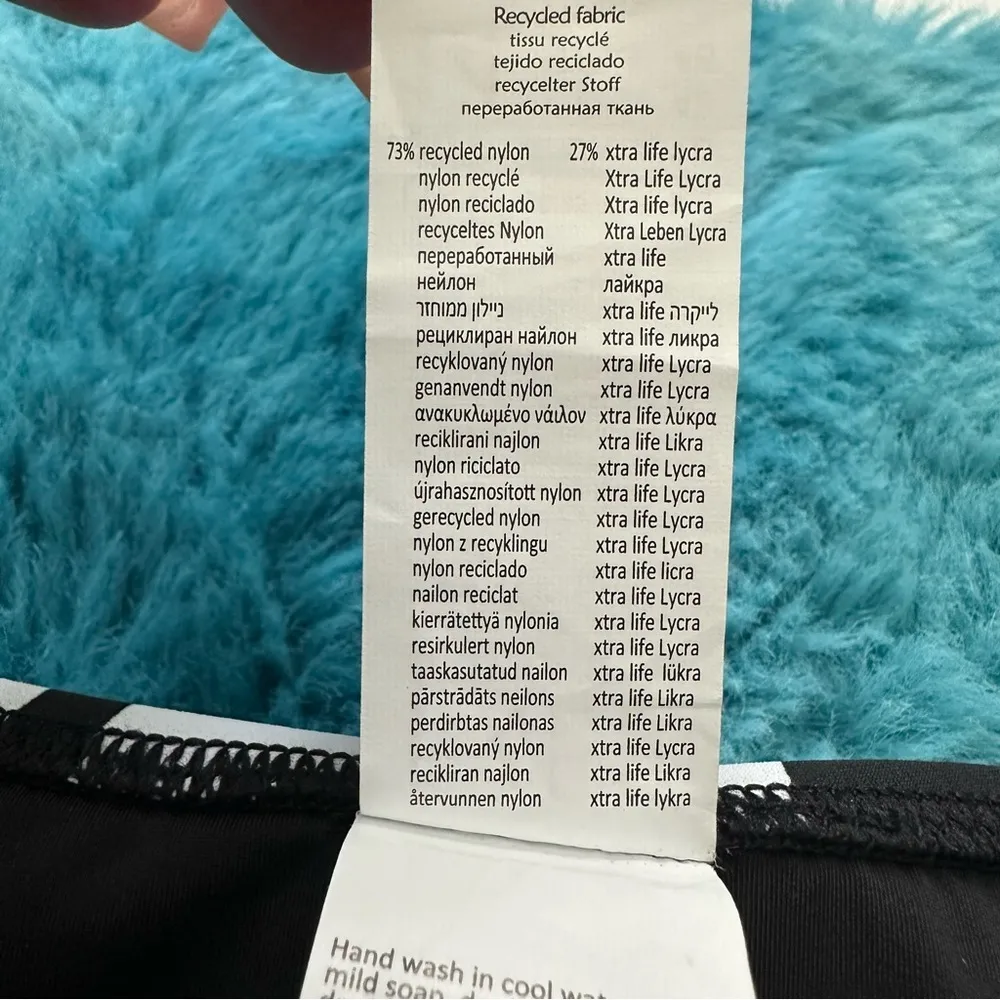 Recycled fabric
tissu recyclé
tejido reciclado
recycelter Stoff
переработанная ткань
73% recycled nylon 27% xtra life lycra
nylon recyclé Xtra Life Lycra
nylon reciclado Xtra life lycra
recyceltes Nylon Xtra Leben Lycra
переработанный xtra life
нейлон лайкра
ניילון ממוחזר xtra life לייקרה
рециклиран найлон xtra life ликра
recyklovaný nylon xtra life Lycra
genanvendt nylon xtra life Lycra
ανακυκλωμένο νάιλον xtra life λύκρα
reciklirani najlon xtra life Likra
nylon riciclato xtra life Lycra
újrahasznosított nylon xtra life Lycra
gerecycled nylon xtra life Lycra
nylon z recyklingu xtra life Lycra
nylon reciclado xtra life licra
nailon reciclat xtra life Lycra
kierrätettyä nylonia xtra life Lycra
resirkulert nylon xtra life Lycra
taaskasutatud nailon xtra life lükra
pārstrādāts neilons xtra life Likra
perdirbtas nailonas xtra life Likra
recyklovaný nylon xtra life Lycra
recikliran najlon xtra life Likra
återvunnen nylon xtra life lykra
Hand wash in cool
mild soap